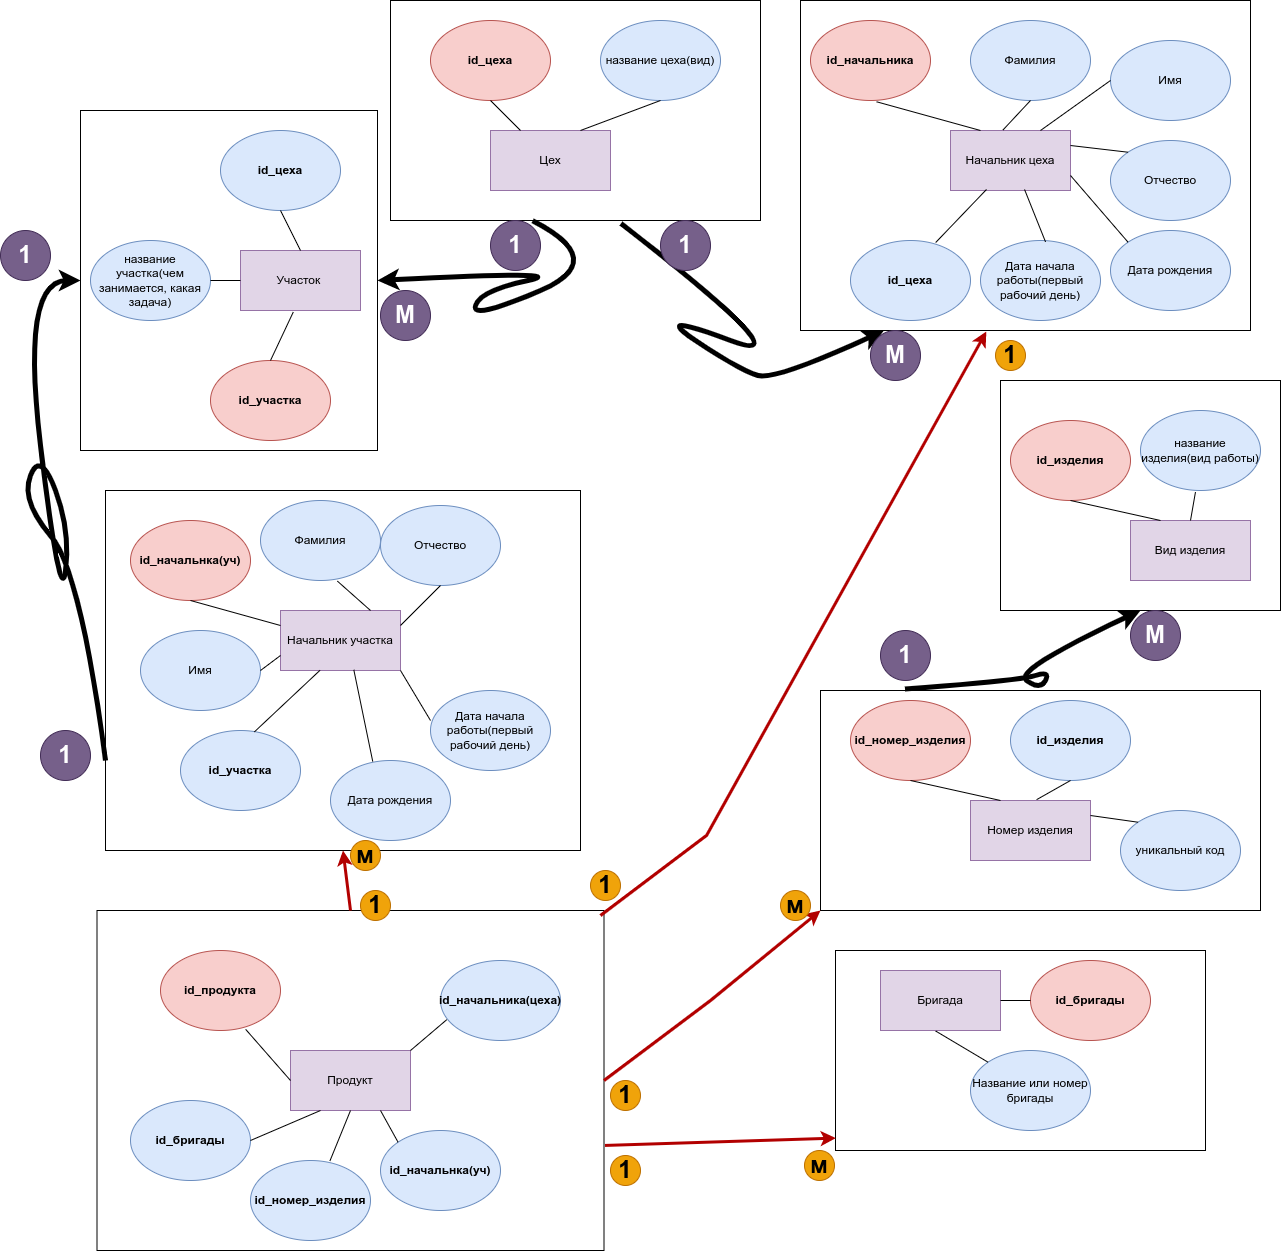 id_цеха
название цеха(вид)
Цех
1
1
id_начальника
Фамилия
Имя
Начальник цеха
Отчество
id_цеха
Дата начала
работы(первый
рабочий день)
Дата рождения
М
1
id_цеха
1
название
участка(чем
занимается, какая
задача)
Участок
М
id_участка
id_изделия
название
изделия(вид работы)
Вид изделия
М
id_начальнка(уч)
Фамилия
Отчество
Начальник участка
Имя
id_участка
Дата начала
работы(первый
рабочий день)
Дата рождения
1
м
1
1
1
id_номер_изделия
id_изделия
Номер изделия
уникальный код
м
id_продукта
id_начальника(цеха)
Продукт
id_бригады
id_номер_изделия
id_начальнка(уч)
1
1
м
Бригада
id_бригады
Название или номер
бригады